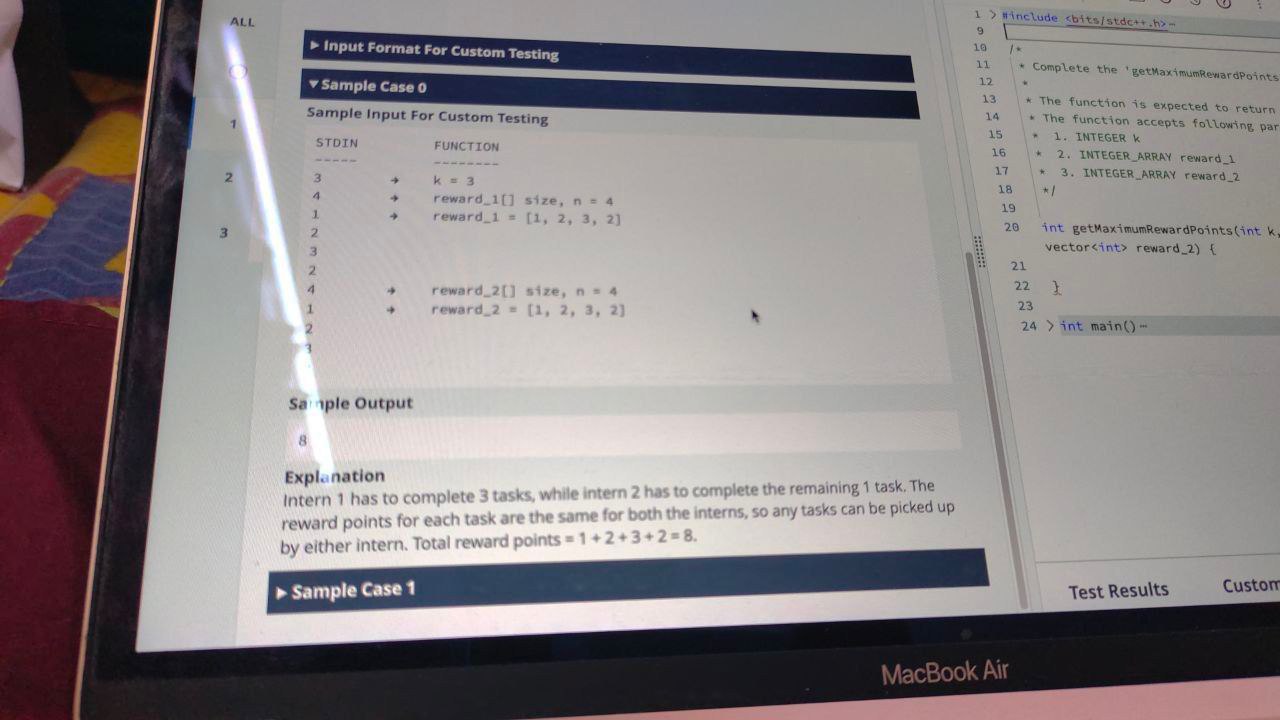 ALL
1
2
3
▶ Input Format For Custom Testing
▼ Sample Case 0
Sample Input For Custom Testing
STDIN FUNCTION
----- --------
3 → k = 3
4 → reward_1[] size, n = 4
1 → reward_1 = [1, 2, 3, 2]
2
3
2
4 → reward_2[] size, n = 4
1 → reward_2 = [1, 2, 3, 2]
2
3
Sample Output
8
Explanation
Intern 1 has to complete 3 tasks, while intern 2 has to complete the remaining 1 task. The
reward points for each task are the same for both the interns, so any tasks can be picked up
by either intern. Total reward points = 1 + 2 + 3 + 2 = 8.
▶ Sample Case 1
1 > #include <bits/stdc++.h>⋯
9
10 /*
11 * Complete the 'getMaximumRewardPoints
12 *
13 * The function is expected to return
14 * The function accepts following par
15 * 1. INTEGER k
16 * 2. INTEGER_ARRAY reward_1
17 * 3. INTEGER_ARRAY reward_2
18 */
19
20 int getMaximumRewardPoints(int k,
vector<int> reward_2) {
21
22 }
23
24 > int main()⋯
Test Results Custom
MacBook Air